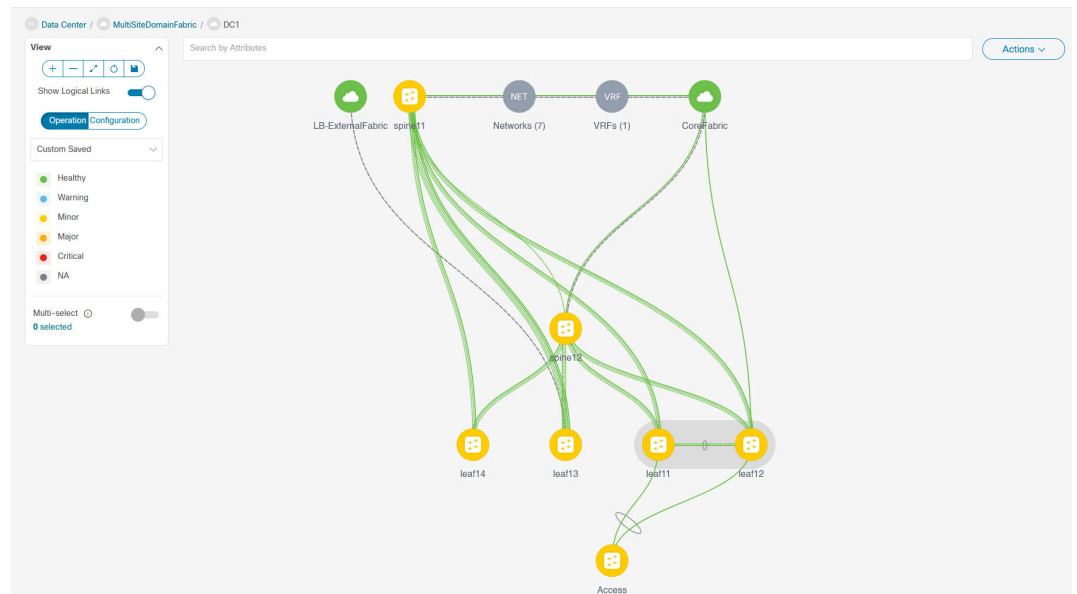 Data Center / MultiSiteDomainFabric / DC1
View
Search by Attributes
Actions
Show Logical Links
Operation Configuration
Custom Saved
Healthy
Warning
Minor
Major
Critical
NA
Multi-select
0 selected
NET
VRF
LB-ExternalFabric spine11 Networks (7) VRFs (1) CoreFabric
spine12
leaf14 leaf13 leaf11 leaf12
Access